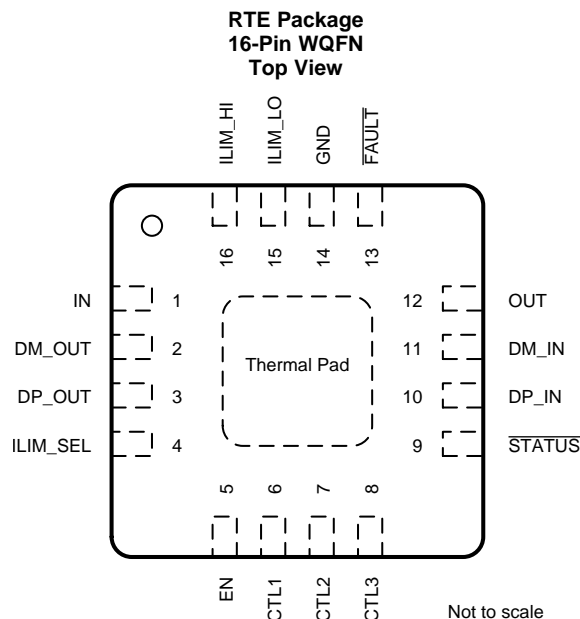 RTE Package
16-Pin WQFN
Top View
ILIM_HI
ILIM_LO
GND
FAULT
16
15
14
13
IN 1
DM_OUT 2
DP_OUT 3
ILIM_SEL 4
Thermal Pad
12 OUT
11 DM_IN
10 DP_IN
9 STATUS
5
6
7
8
EN
CTL1
CTL2
CTL3
Not to scale